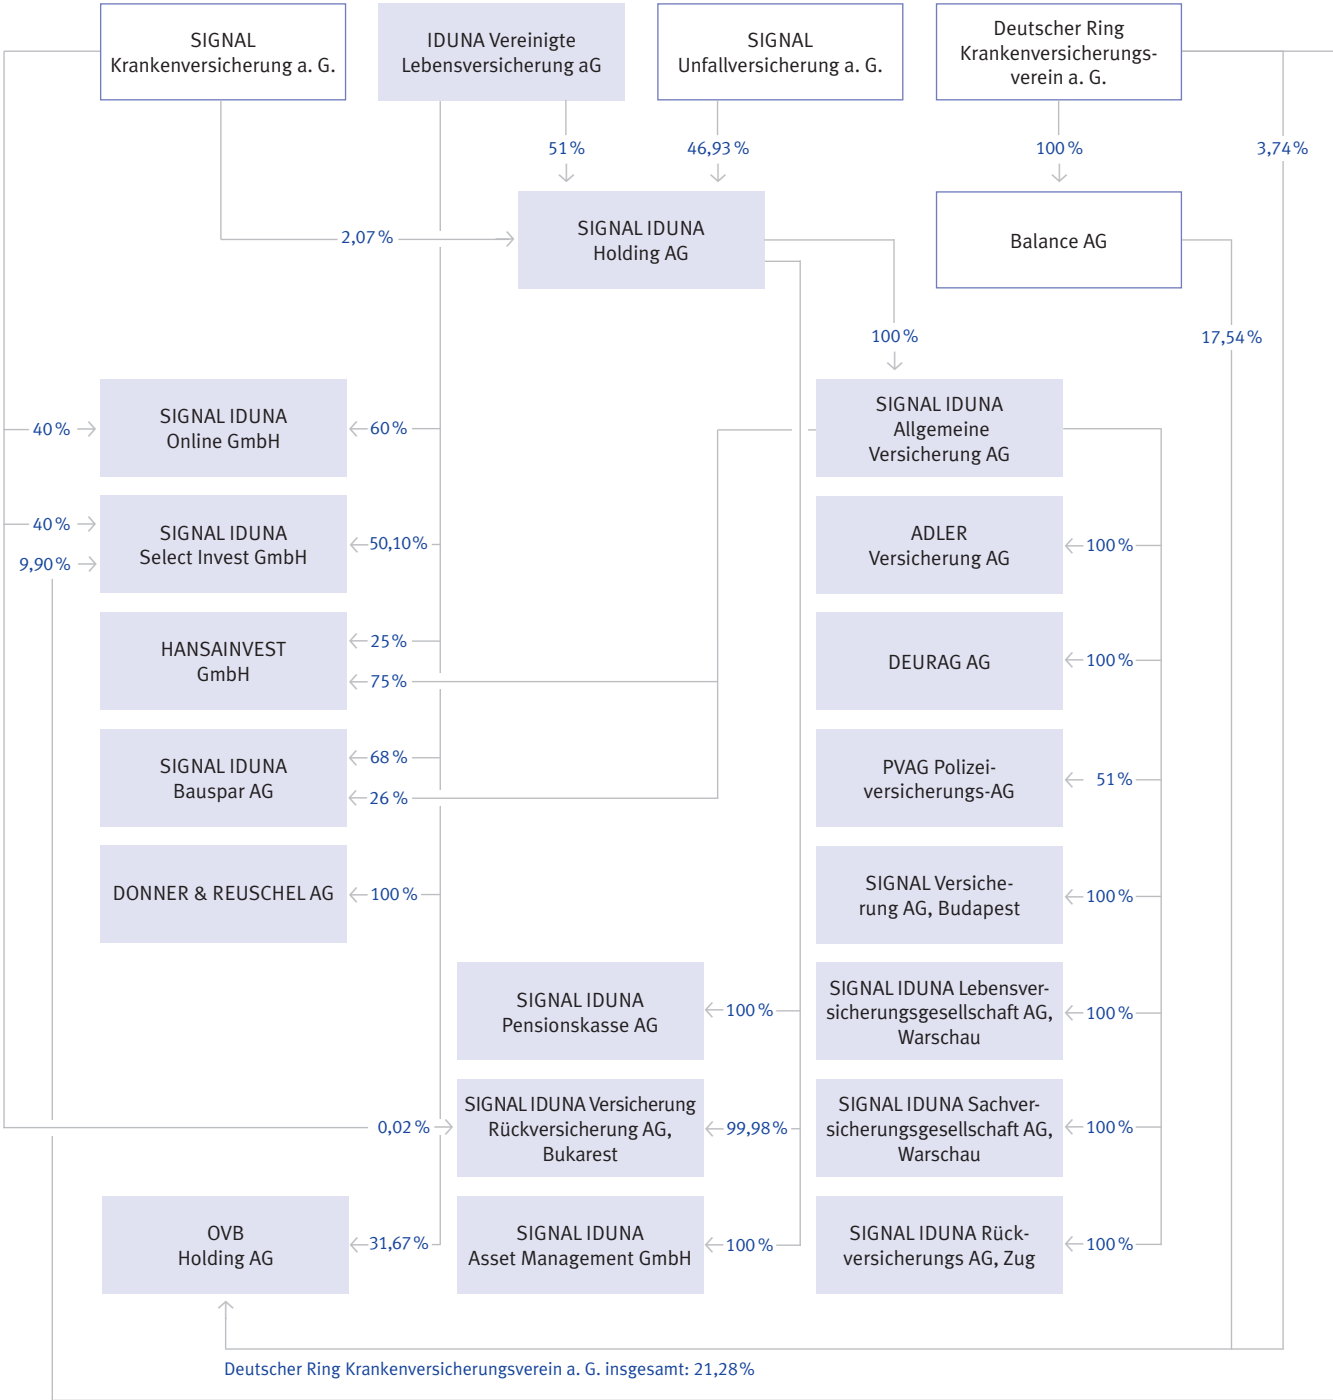 SIGNAL
Krankenversicherung a. G.
IDUNA Vereinigte
Lebensversicherung aG
SIGNAL
Unfallversicherung a. G.
Deutscher Ring
Krankenversicherungs-
verein a. G.
51 %
46,93 %
100 %
3,74 %
2,07 %
SIGNAL IDUNA
Holding AG
Balance AG
100 %
17,54 %
40 %
SIGNAL IDUNA
Online GmbH
60 %
SIGNAL IDUNA
Allgemeine
Versicherung AG
40 %
9,90 %
SIGNAL IDUNA
Select Invest GmbH
50,10 %
ADLER
Versicherung AG
100 %
HANSAINVEST
GmbH
25 %
75 %
DEURAG AG
100 %
SIGNAL IDUNA
Bauspar AG
68 %
26 %
PVAG Polizei-
versicherungs-AG
51 %
DONNER & REUSCHEL AG
100 %
SIGNAL Versiche-
rung AG, Budapest
100 %
SIGNAL IDUNA
Pensionskasse AG
100 %
SIGNAL IDUNA Lebensver-
sicherungsgesellschaft AG,
Warschau
100 %
0,02 %
SIGNAL IDUNA Versicherung
Rückversicherung AG,
Bukarest
99,98 %
SIGNAL IDUNA Sachver-
sicherungsgesellschaft AG,
Warschau
100 %
OVB
Holding AG
31,67 %
SIGNAL IDUNA
Asset Management GmbH
100 %
SIGNAL IDUNA Rück-
versicherungs AG, Zug
100 %
Deutscher Ring Krankenversicherungsverein a. G. insgesamt: 21,28 %